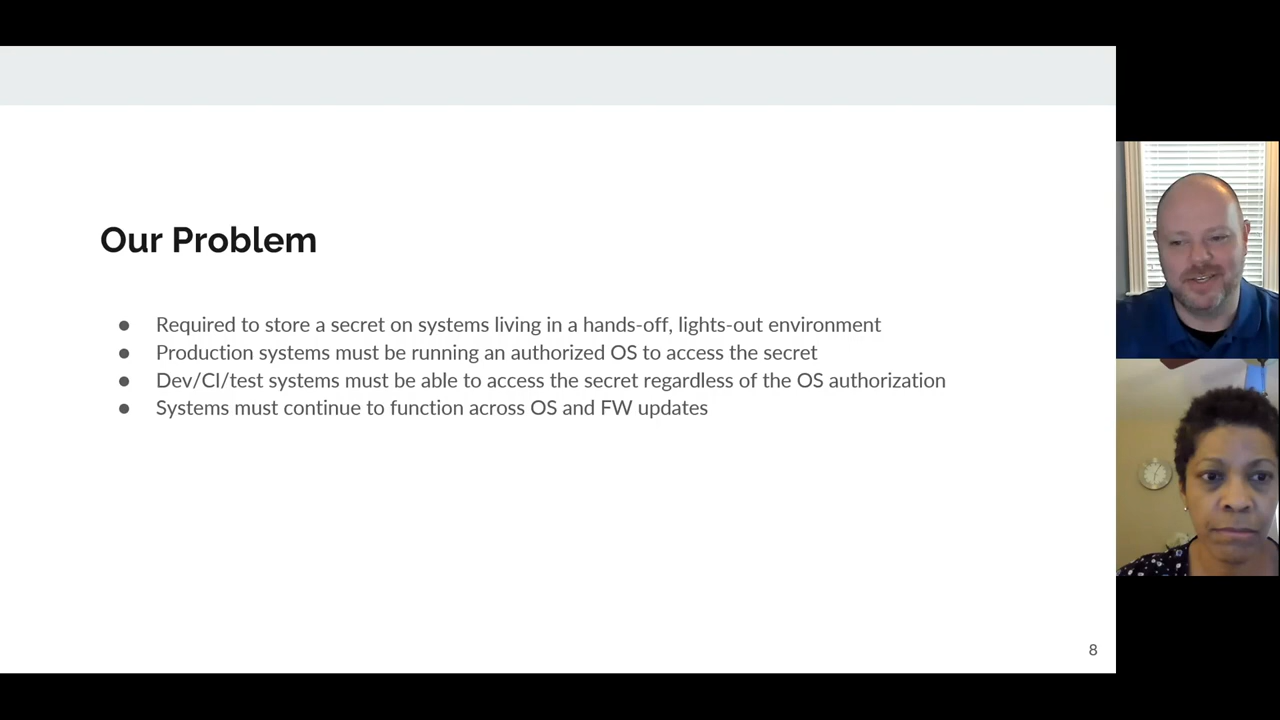 Our Problem
● Required to store a secret on systems living in a hands-off, lights-out environment
● Production systems must be running an authorized OS to access the secret
● Dev/CI/test systems must be able to access the secret regardless of the OS authorization
● Systems must continue to function across OS and FW updates
8